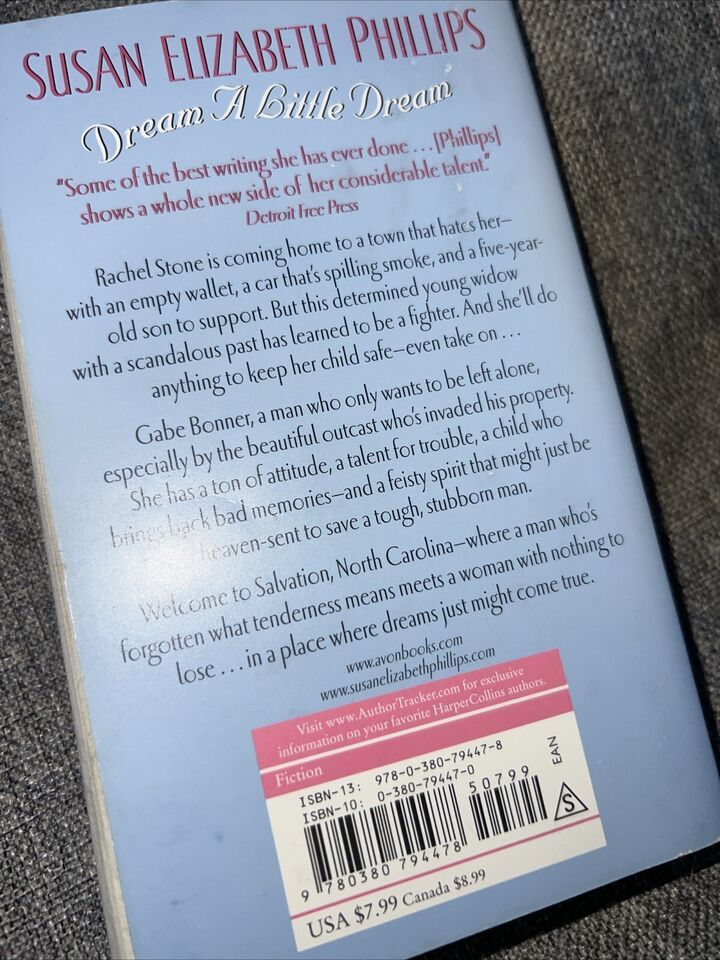 SUSAN ELIZABETH PHILLIPS
Dream A Little Dream
"Some of the best writing she has ever done ... [Phillips]
shows a whole new side of her considerable talent."
Detroit Free Press
Rachel Stone is coming home to a town that hates her—
with an empty wallet, a car that's spilling smoke, and a five-year-
old son to support. But this determined young widow
with a scandalous past has learned to be a fighter. And she'll do
anything to keep her child safe—even take on ...
Gabe Bonner, a man who only wants to be left alone,
especially by the beautiful outcast who's invaded his property.
She has a ton of attitude, a talent for trouble, a child who
brings back bad memories—and a feisty spirit that might just be
heaven-sent to save a tough, stubborn man.
Welcome to Salvation, North Carolina—where a man who's
forgotten what tenderness means meets a woman with nothing to
lose ... in a place where dreams just might come true.
www.avonbooks.com
www.susanelizabethphillips.com
Visit www.AuthorTracker.com for exclusive
information on your favorite HarperCollins authors.
Fiction
ISBN-13: 978-0-380-79447-8
ISBN-10: 0-380-79447-0
50799
EAN
S
9 780380 794478
USA $7.99 Canada $8.99